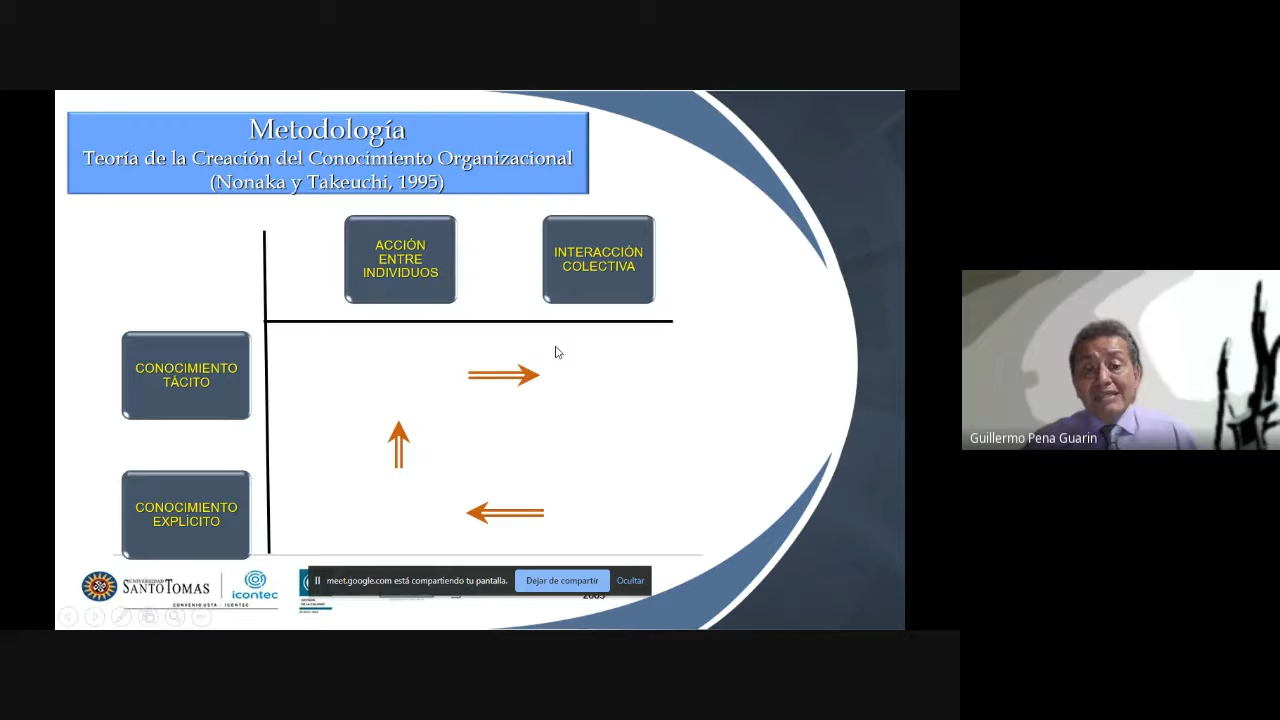 Metodología
Teoría de la Creación del Conocimiento Organizacional
(Nonaka y Takeuchi, 1995)
ACCIÓN
ENTRE
INDIVIDUOS
INTERACCIÓN
COLECTIVA
CONOCIMIENTO
TÁCITO
CONOCIMIENTO
EXPLÍCITO
UNIVERSIDAD
SANTO TOMAS
icontec
CONVENIO USTA - ICONTEC
meet.google.com está compartiendo tu pantalla.
Dejar de compartir
Ocultar
Guillermo Pena Guarin